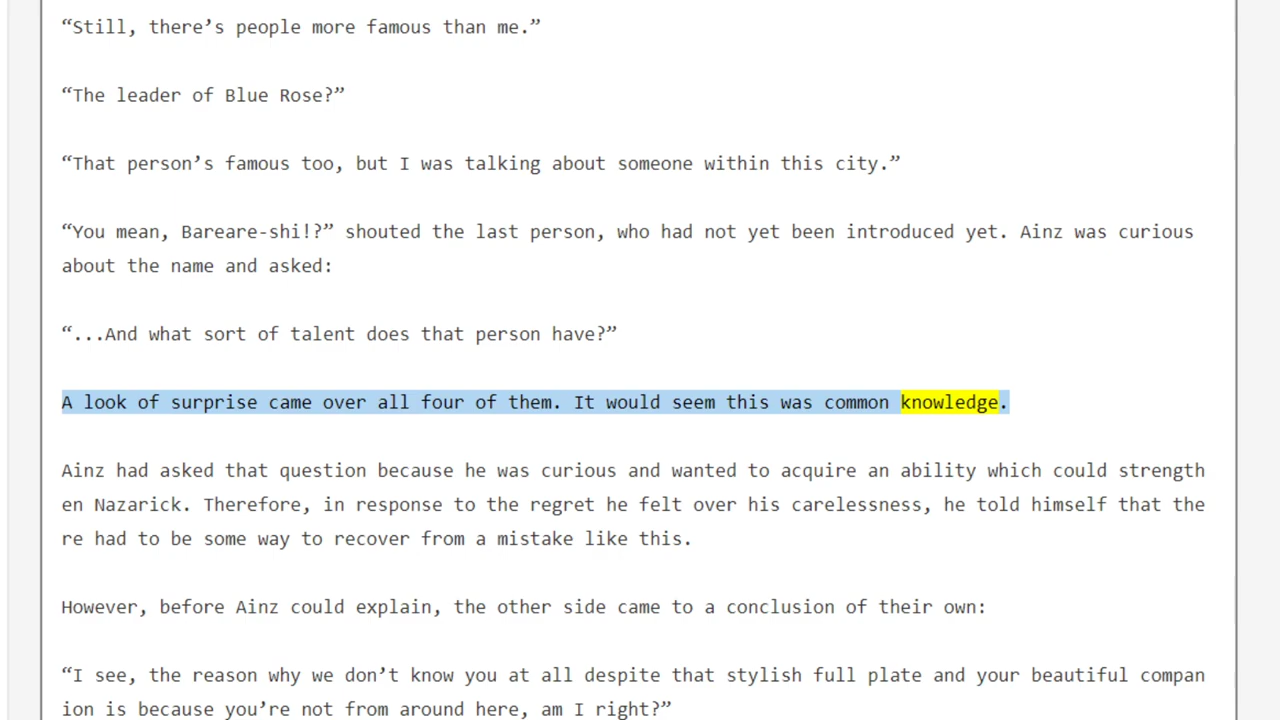 “Still, there’s people more famous than me.”
“The leader of Blue Rose?”
“That person’s famous too, but I was talking about someone within this city.”
“You mean, Bareare-shi!?” shouted the last person, who had not yet been introduced yet. Ainz was curious
about the name and asked:
“...And what sort of talent does that person have?”
A look of surprise came over all four of them. It would seem this was common knowledge.
Ainz had asked that question because he was curious and wanted to acquire an ability which could strength
en Nazarick. Therefore, in response to the regret he felt over his carelessness, he told himself that the
re had to be some way to recover from a mistake like this.
However, before Ainz could explain, the other side came to a conclusion of their own:
“I see, the reason why we don’t know you at all despite that stylish full plate and your beautiful compan
ion is because you’re not from around here, am I right?”